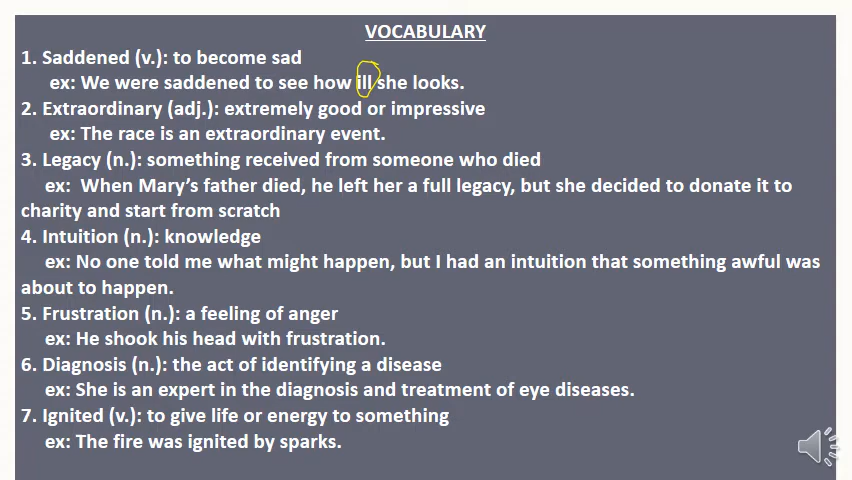 VOCABULARY
1. Saddened (v.): to become sad
ex: We were saddened to see how ill she looks.
2. Extraordinary (adj.): extremely good or impressive
ex: The race is an extraordinary event.
3. Legacy (n.): something received from someone who died
ex: When Mary’s father died, he left her a full legacy, but she decided to donate it to
charity and start from scratch
4. Intuition (n.): knowledge
ex: No one told me what might happen, but I had an intuition that something awful was
about to happen.
5. Frustration (n.): a feeling of anger
ex: He shook his head with frustration.
6. Diagnosis (n.): the act of identifying a disease
ex: She is an expert in the diagnosis and treatment of eye diseases.
7. Ignited (v.): to give life or energy to something
ex: The fire was ignited by sparks.